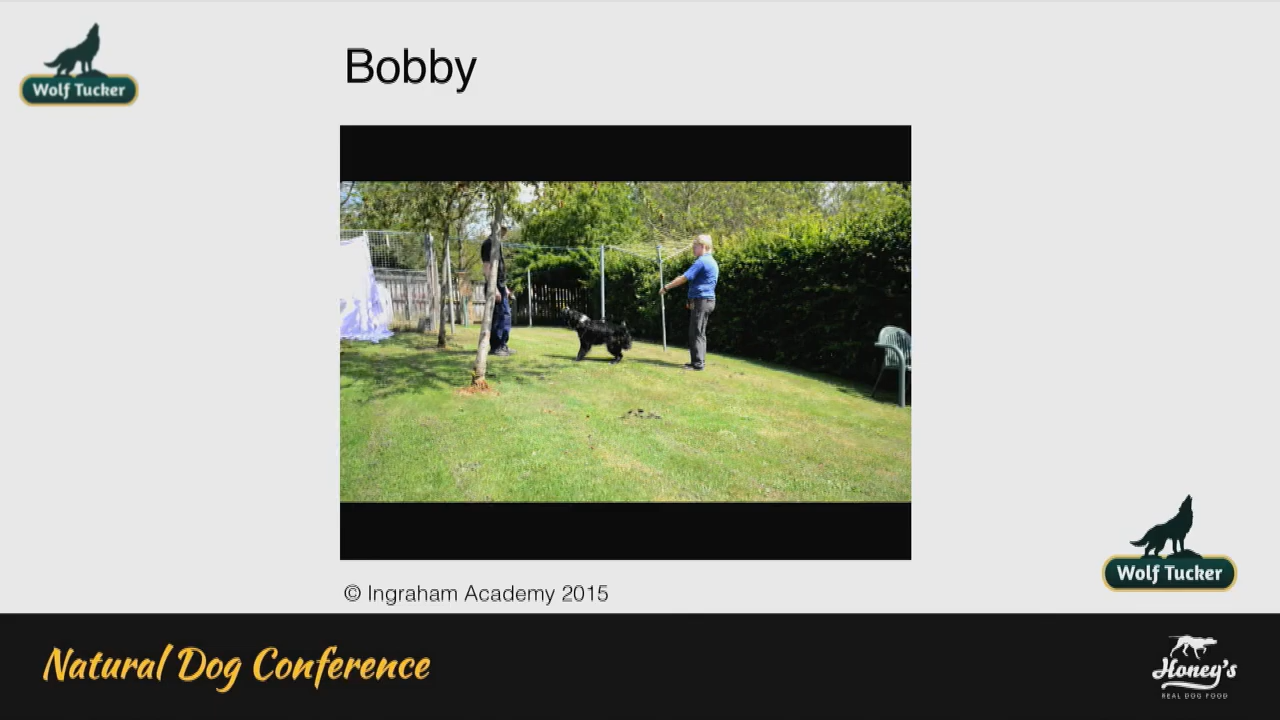 Bobby
Wolf Tucker
Wolf Tucker
© Ingraham Academy 2015
Natural Dog Conference
Honey's
REAL DOG FOOD